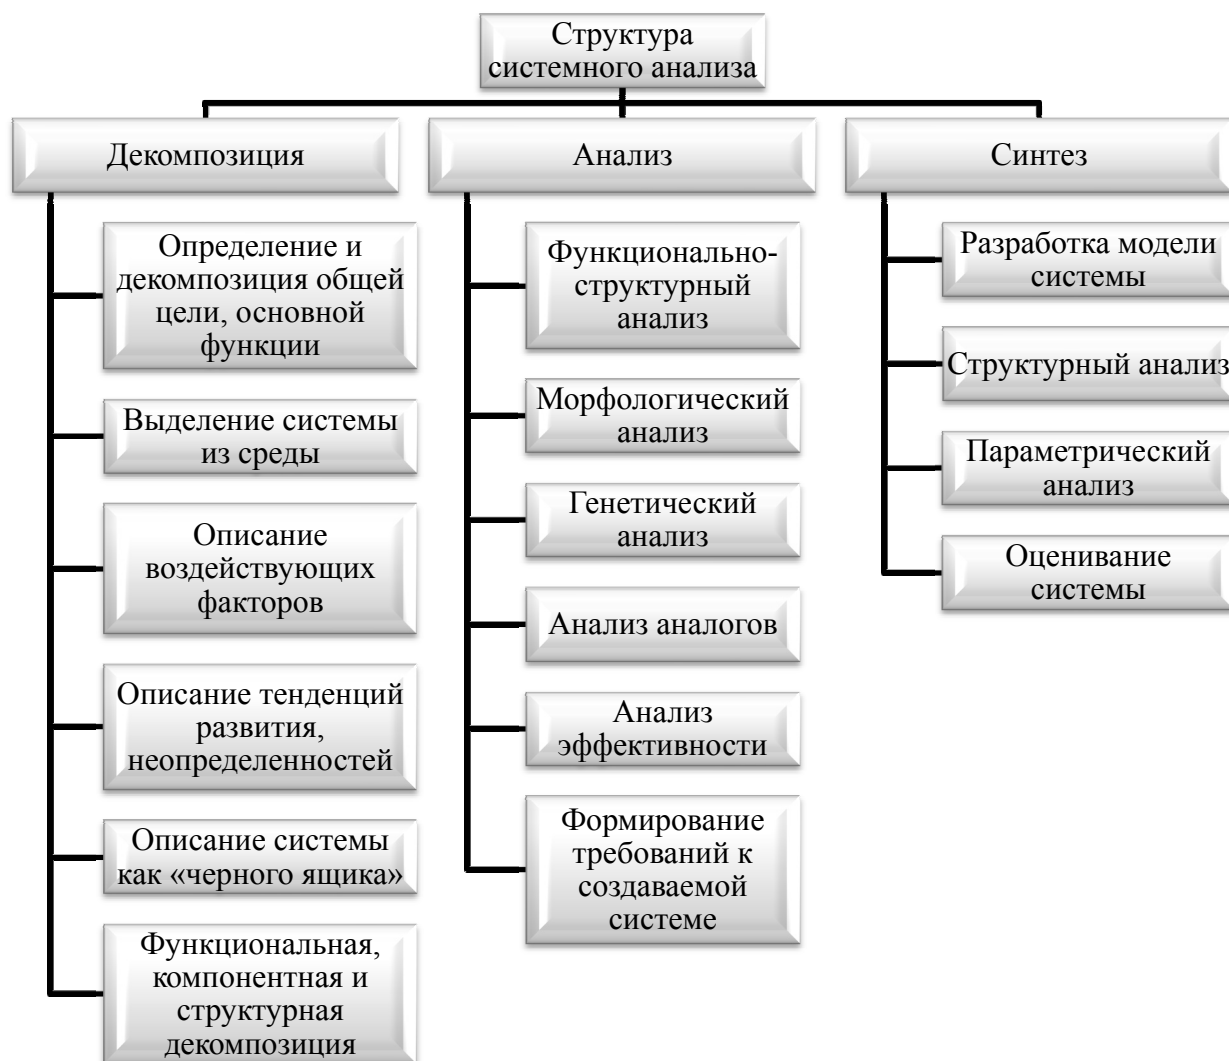 Структура
системного анализа
Декомпозиция
Определение и
декомпозиция общей
цели, основной
функции
Выделение системы
из среды
Описание
воздействующих
факторов
Описание тенденций
развития,
неопределенностей
Описание системы
как «черного ящика»
Функциональная,
компонентная и
структурная
декомпозиция
Анализ
Функционально-
структурный
анализ
Морфологический
анализ
Генетический
анализ
Анализ аналогов
Анализ
эффективности
Формирование
требований к
создаваемой
системе
Синтез
Разработка модели
системы
Структурный анализ
Параметрический
анализ
Оценивание
системы